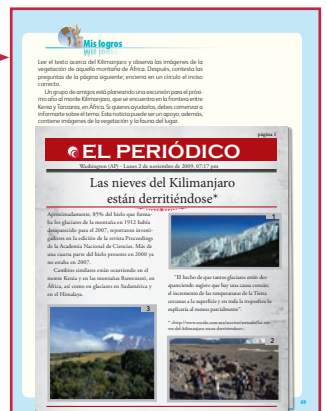 Mis logros
Lee el texto acerca del Kilimanjaro y observa las imágenes de la
vegetación de aquella montaña de África. Después, contesta las
preguntas de la página siguiente; encierra en un círculo el inciso
correcto.
Un grupo de amigos está planeando una excursión para el próxi-
mo año al monte Kilimanjaro, que se encuentra en la frontera entre
Kenia y Tanzania, en África. Si quieres ayudarlos, debes comenzar a
informarte sobre el tema. Esta noticia puede ser un apoyo; además,
contiene imágenes de la vegetación y la fauna del lugar.
página 1
EL PERIÓDICO
Washington (AP) - Lunes 2 de noviembre de 2009, 07:17 pm
Las nieves del Kilimanjaro
están derritiéndose*
Aproximadamente, 85% del hielo que forma-
ba los glaciares de la montaña en 1912 había
desaparecido para el 2007, reportaron investi-
gadores en la edición de la revista Proceedings
de la Academia Nacional de Ciencias. Más de
una cuarta parte del hielo presente en 2000 ya
no estaba en 2007.
Cambios similares están ocurriendo en el
monte Kenia y en las montañas Rwenzori, en
África, así como en glaciares en Sudamérica y
en el Himalaya.
1
"El hecho de que tantos glaciares estén des-
apareciendo sugiere que hay una causa común;
el incremento de las temperaturas de la Tierra
cercanas a la superficie y en toda la troposfera lo
explicaría al menos parcialmente".
3
2
69